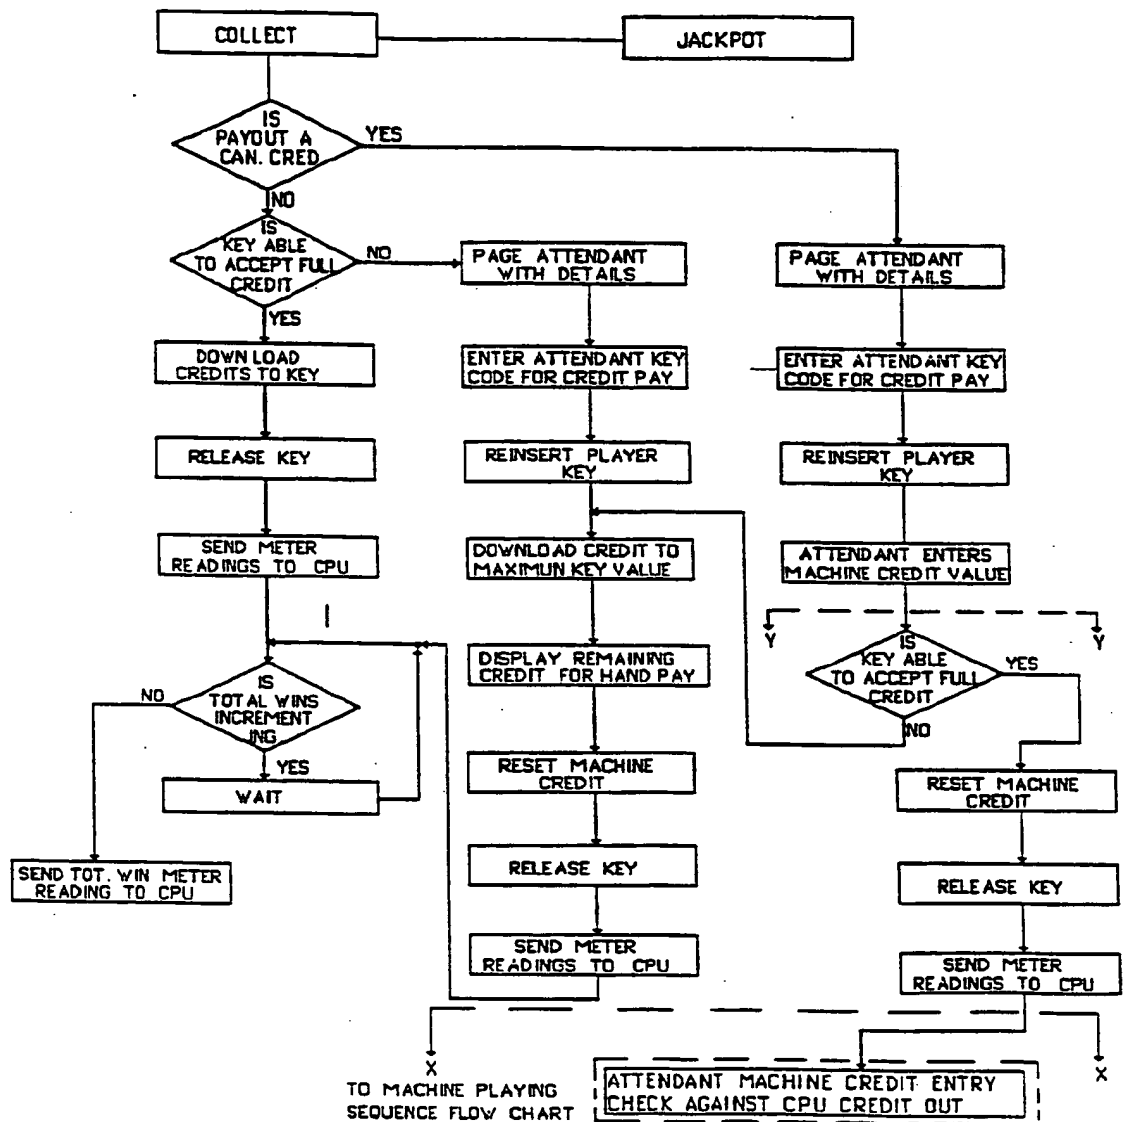 COLLECT
JACKPOT
IS
PAYOUT A
CAN. CRED
YES
NO
IS
KEY ABLE
TO ACCEPT FULL
CREDIT
NO
YES
PAGE ATTENDANT
WITH DETAILS
PAGE ATTENDANT
WITH DETAILS
DOWNLOAD
CREDITS TO KEY
ENTER ATTENDANT KEY
CODE FOR CREDIT PAY
ENTER ATTENDANT KEY
CODE FOR CREDIT PAY
RELEASE KEY
REINSERT PLAYER
KEY
REINSERT PLAYER
KEY
SEND METER
READINGS TO CPU
DOWNLOAD CREDIT TO
MAXIMUN KEY VALUE
ATTENDANT ENTERS
MACHINE CREDIT VALUE
Y
Y
IS
KEY ABLE
TO ACCEPT FULL
CREDIT
YES
NO
DISPLAY REMAINING
CREDIT FOR HAND PAY
IS
TOTAL WINS
INCREMENT
ING
NO
YES
WAIT
RESET MACHINE
CREDIT
RESET MACHINE
CREDIT
SEND TOT. WIN METER
READING TO CPU
RELEASE KEY
RELEASE KEY
SEND METER
READINGS TO CPU
SEND METER
READINGS TO CPU
X
X
TO MACHINE PLAYING
SEQUENCE FLOW CHART
ATTENDANT MACHINE CREDIT ENTRY
CHECK AGAINST CPU CREDIT OUT